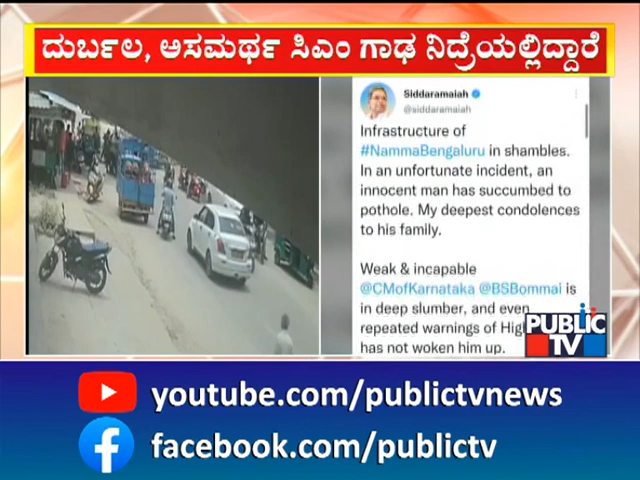 ದುರ್ಬಲ, ಅಸಮರ್ಥ ಸಿಎಂ ಗಾಢ ನಿದ್ರೆಯಲ್ಲಿದ್ದಾರೆ
Siddaramaiah
@siddaramaiah
Infrastructure of
#NammaBengaluru in shambles.
In an unfortunate incident, an
innocent man has succumbed to
pothole. My deepest condolences
to his family.
Weak & incapable
@CMofKarnataka @BSBommai is
in deep slumber, and even
repeated warnings of Hig
has not woken him up.
PUBLIC
TV
youtube.com/publictvnews
facebook.com/publictv